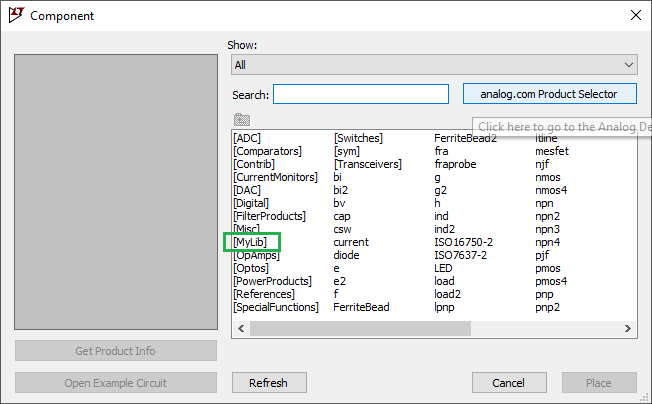 Component
Show:
All
Search:
analog.com Product Selector
Click here to go to the Analog De
[ADC] [Switches] FerriteBead2 ltline
[Comparators] [sym] fra mesfet
[Contrib] [Transceivers] fraprobe njf
[CurrentMonitors] bi g nmos
[DAC] bi2 g2 nmos4
[Digital] bv h npn
[FilterProducts] cap ind npn2
[Misc] csw ind2 npn3
[MyLib] current ISO16750-2 npn4
[OpAmps] diode ISO7637-2 pjf
[Optos] e LED pmos
[PowerProducts] e2 load pmos4
[References] f load2 pnp
[SpecialFunctions] FerriteBead lpnp pnp2
Get Product Info
Open Example Circuit
Refresh
Cancel
Place